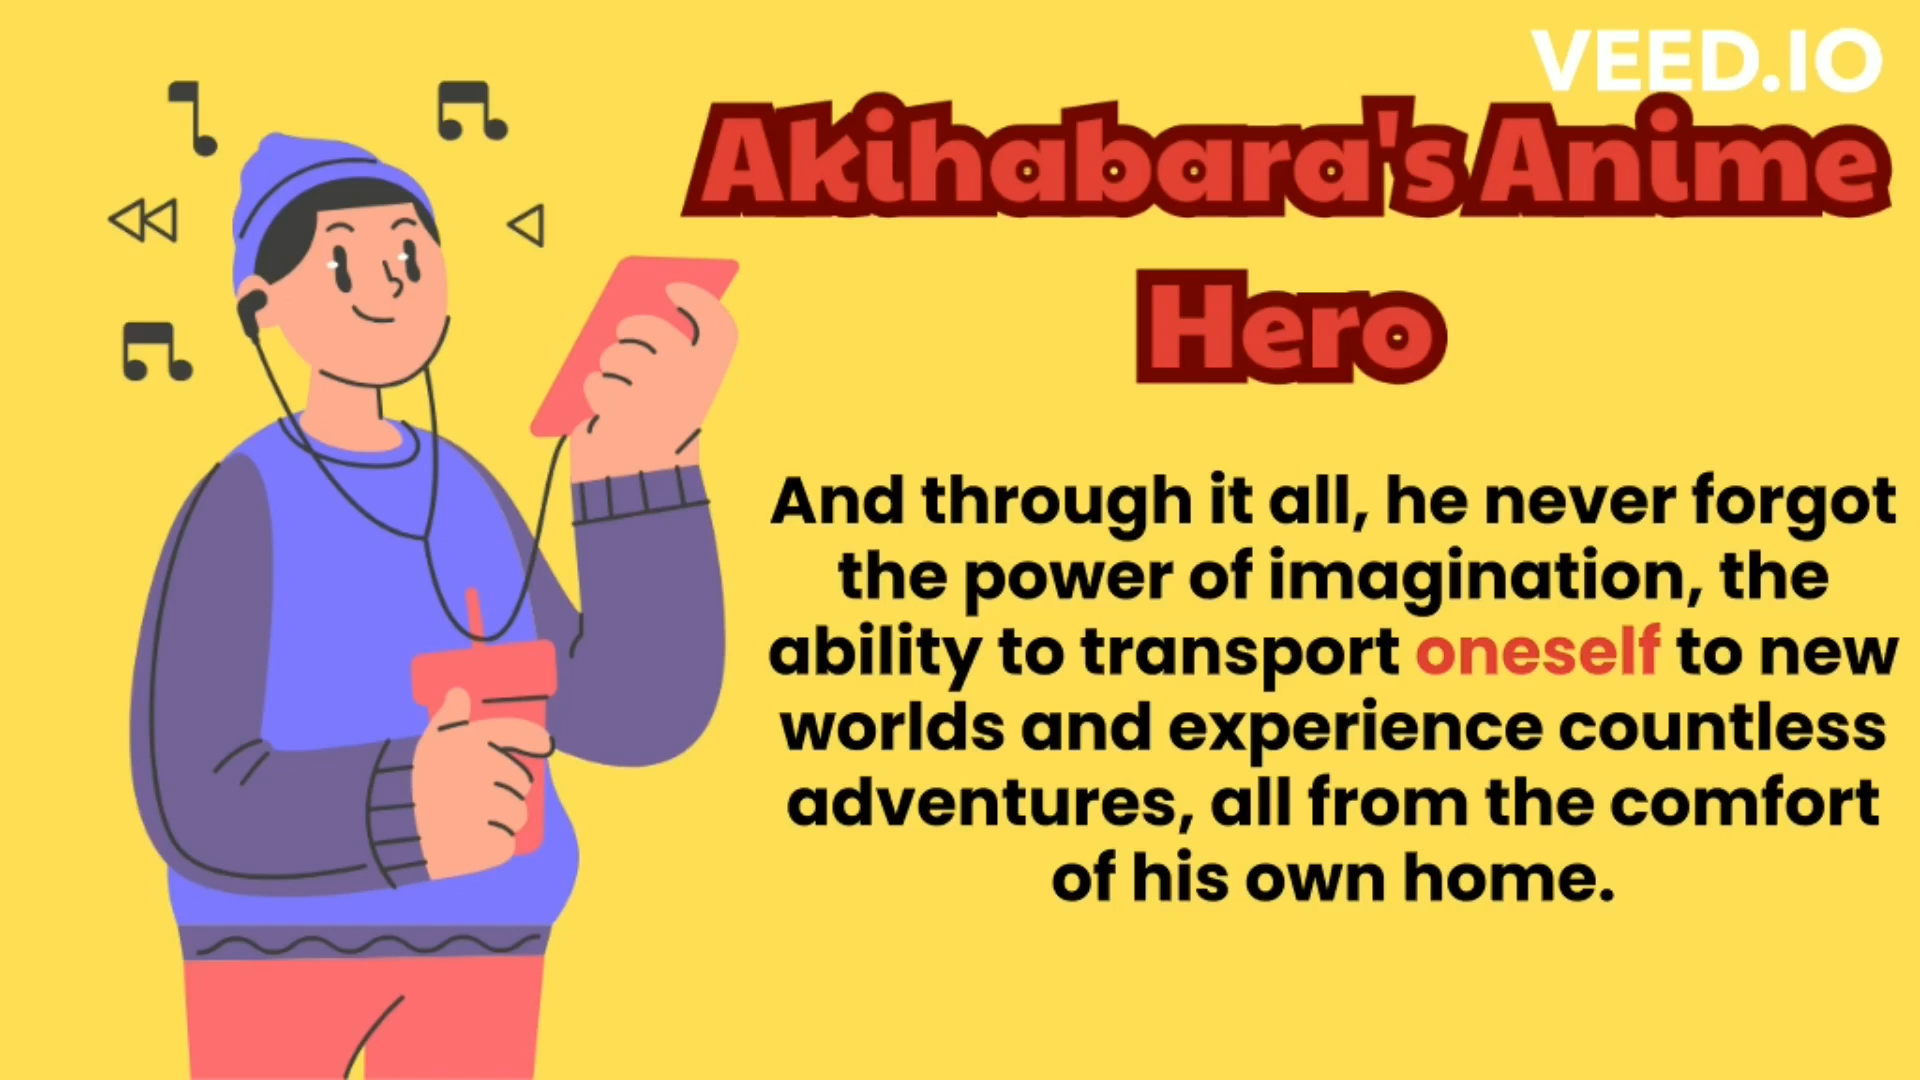 VEED.IO
Akihabara's Anime
Hero
And through it all, he never forgot
the power of imagination, the
ability to transport oneself to new
worlds and experience countless
adventures, all from the comfort
of his own home.